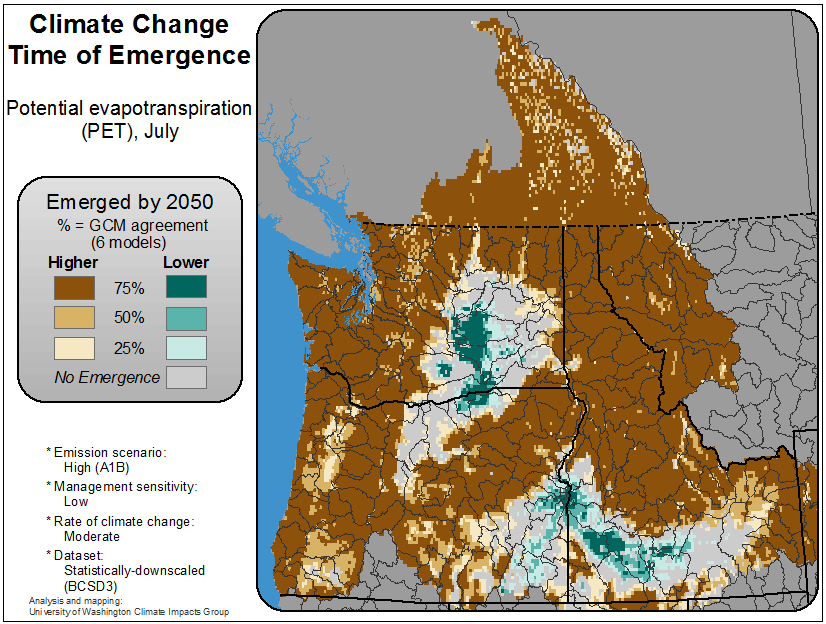 Climate Change
Time of Emergence
Potential evapotranspiration
(PET), July
Emerged by 2050
% = GCM agreement
(6 models)
Higher Lower
75%
50%
25%
No Emergence
* Emission scenario:
High (A1B)
* Management sensitivity:
Low
* Rate of climate change:
Moderate
* Dataset:
Statistically-downscaled
(BCSD3)
Analysis and mapping:
University of Washington Climate Impacts Group